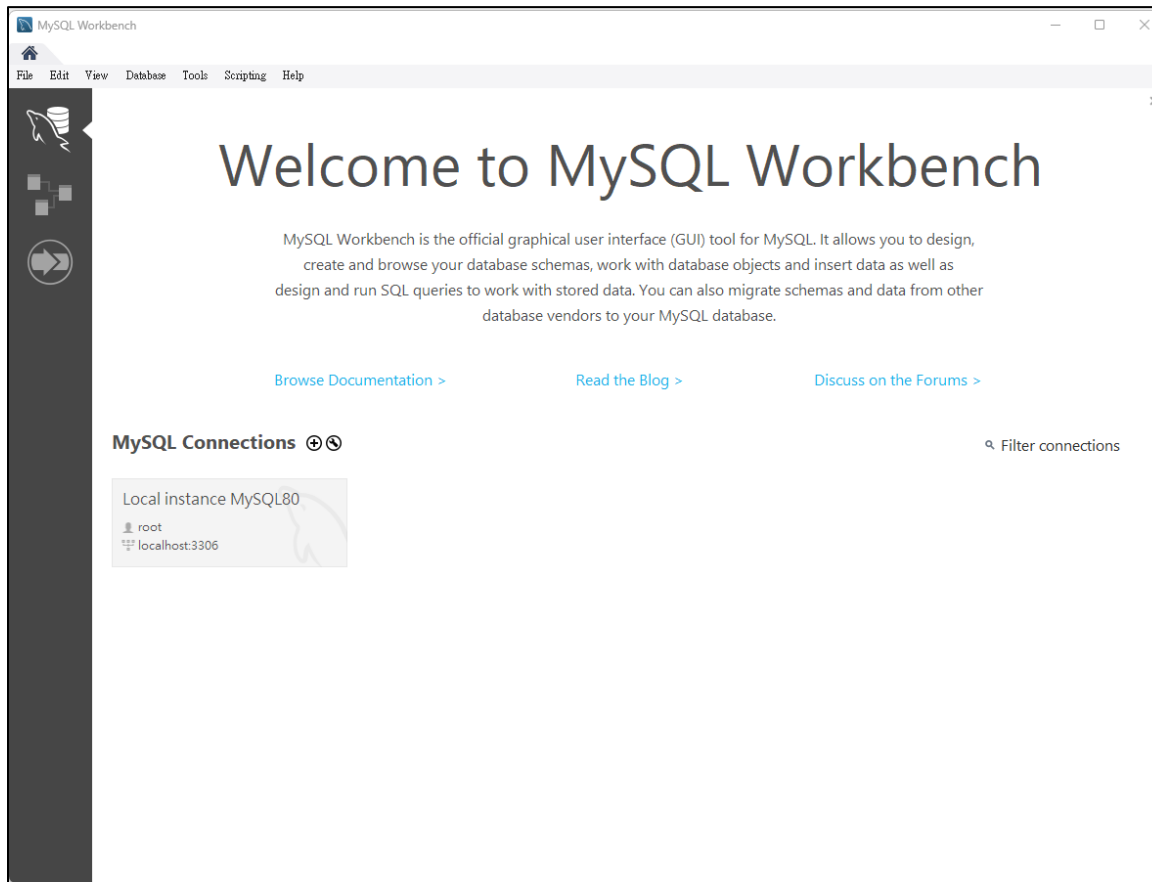 MySQL Workbench
File Edit View Database Tools Scripting Help
Welcome to MySQL Workbench
MySQL Workbench is the official graphical user interface (GUI) tool for MySQL. It allows you to design,
create and browse your database schemas, work with database objects and insert data as well as
design and run SQL queries to work with stored data. You can also migrate schemas and data from other
database vendors to your MySQL database.
Browse Documentation > Read the Blog > Discuss on the Forums >
MySQL Connections Filter connections
Local instance MySQL80
root
localhost:3306